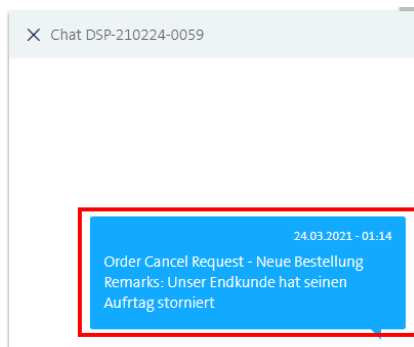 Chat DSP-210224-0059
24.03.2021 - 01:14
Order Cancel Request - Neue Bestellung
Remarks: Unser Endkunde hat seinen
Aufrtag storniert